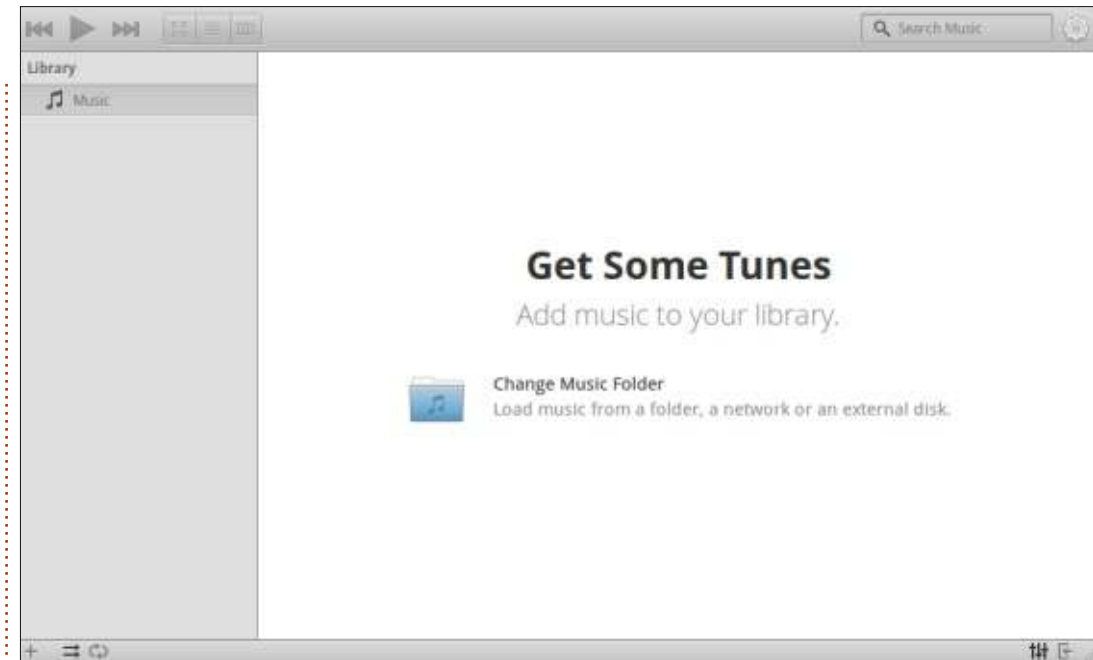 Search Music
Library
Music
Get Some Tunes
Add music to your library.
Change Music Folder
Load music from a folder, a network or an external disk.